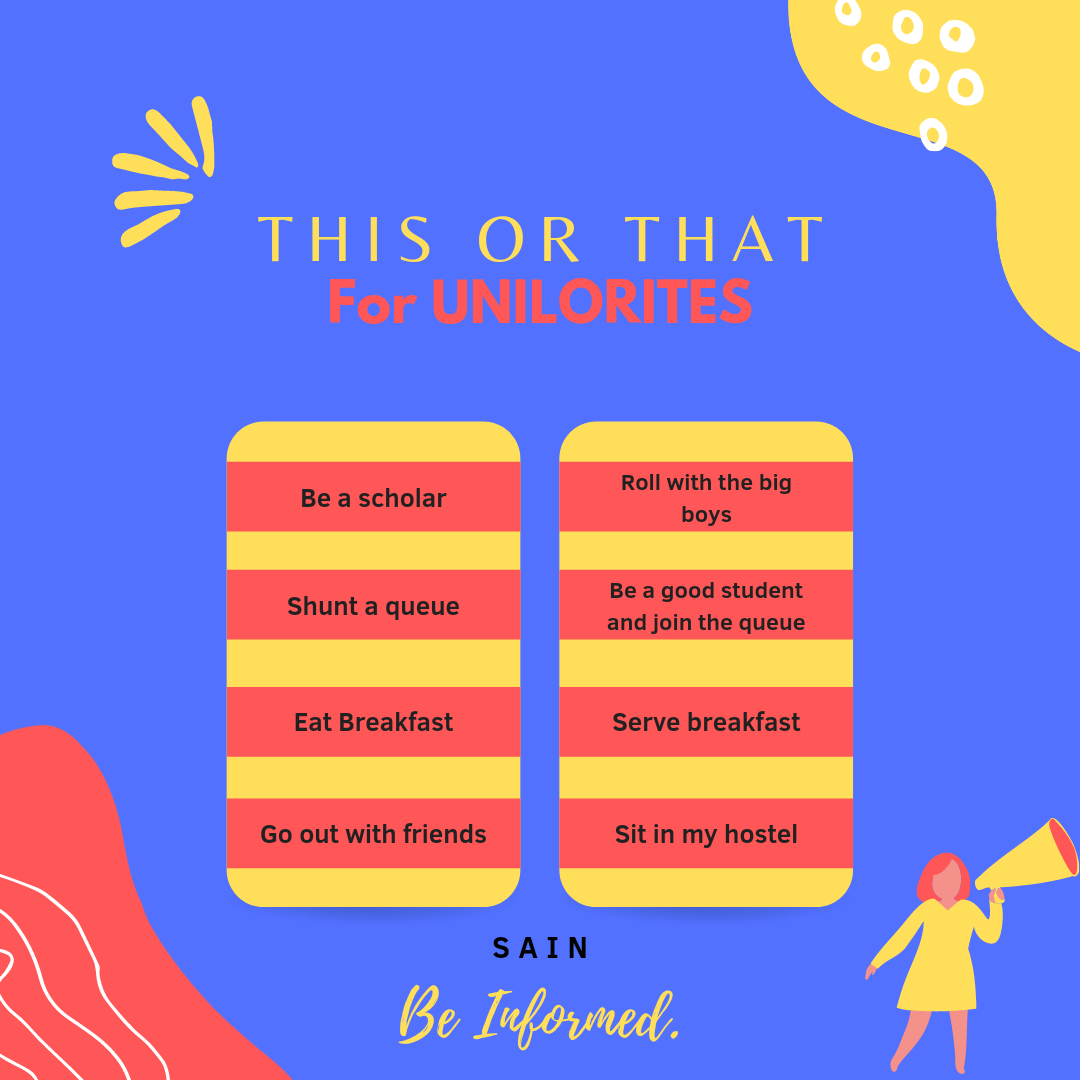 THIS OR THAT
For UNILORITES
Be a scholar
Roll with the big
boys
Shunt a queue
Be a good student
and join the queue
Eat Breakfast
Serve breakfast
Go out with friends
Sit in my hostel
SAIN
Be Informed.